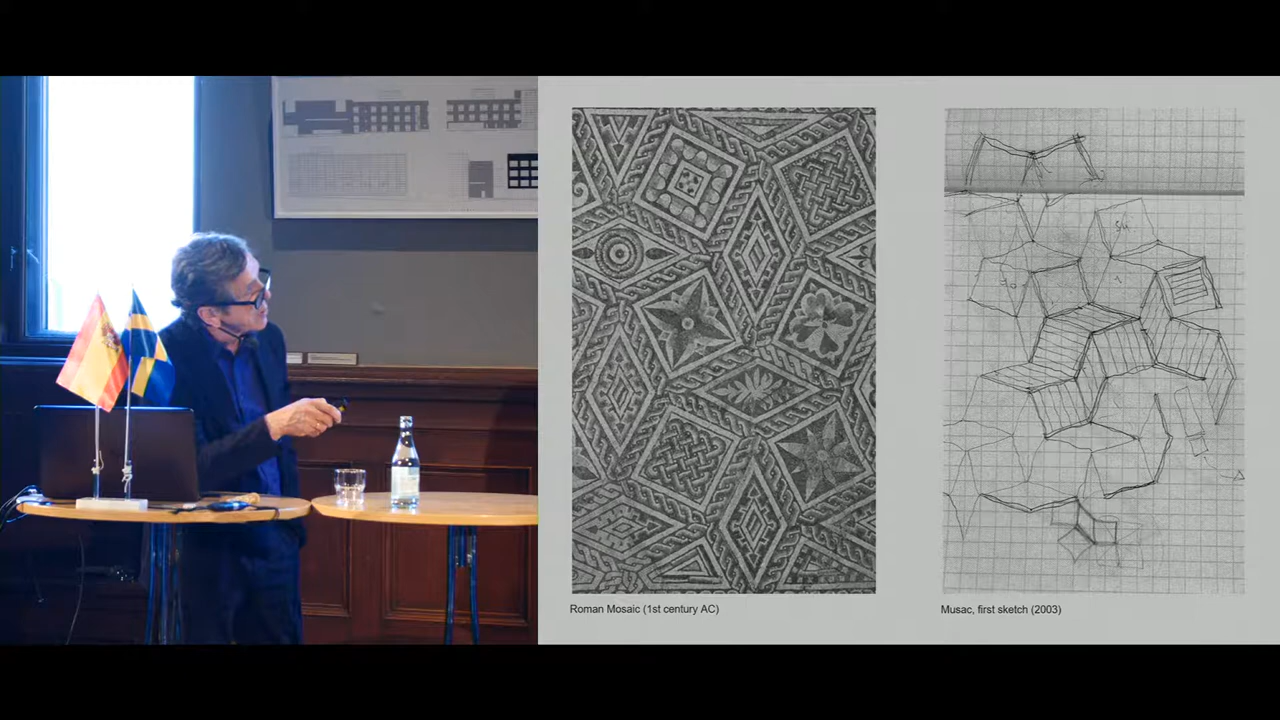 Roman Mosaic (1st century AC)
Musac, first sketch (2003)